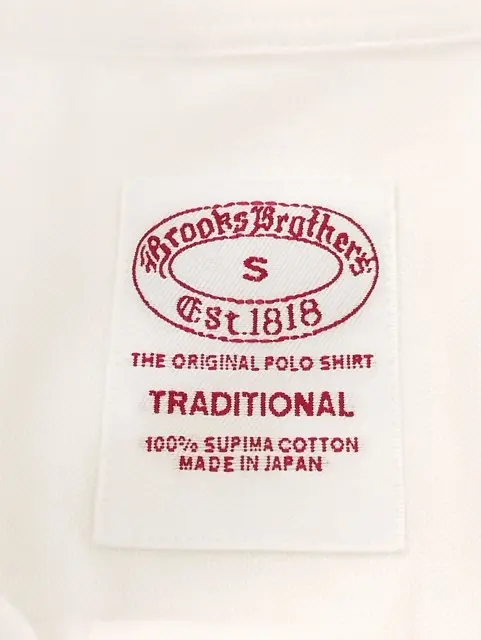 Brooks Brothers
S
Est. 1818
THE ORIGINAL POLO SHIRT
TRADITIONAL
100% SUPIMA COTTON
MADE IN JAPAN